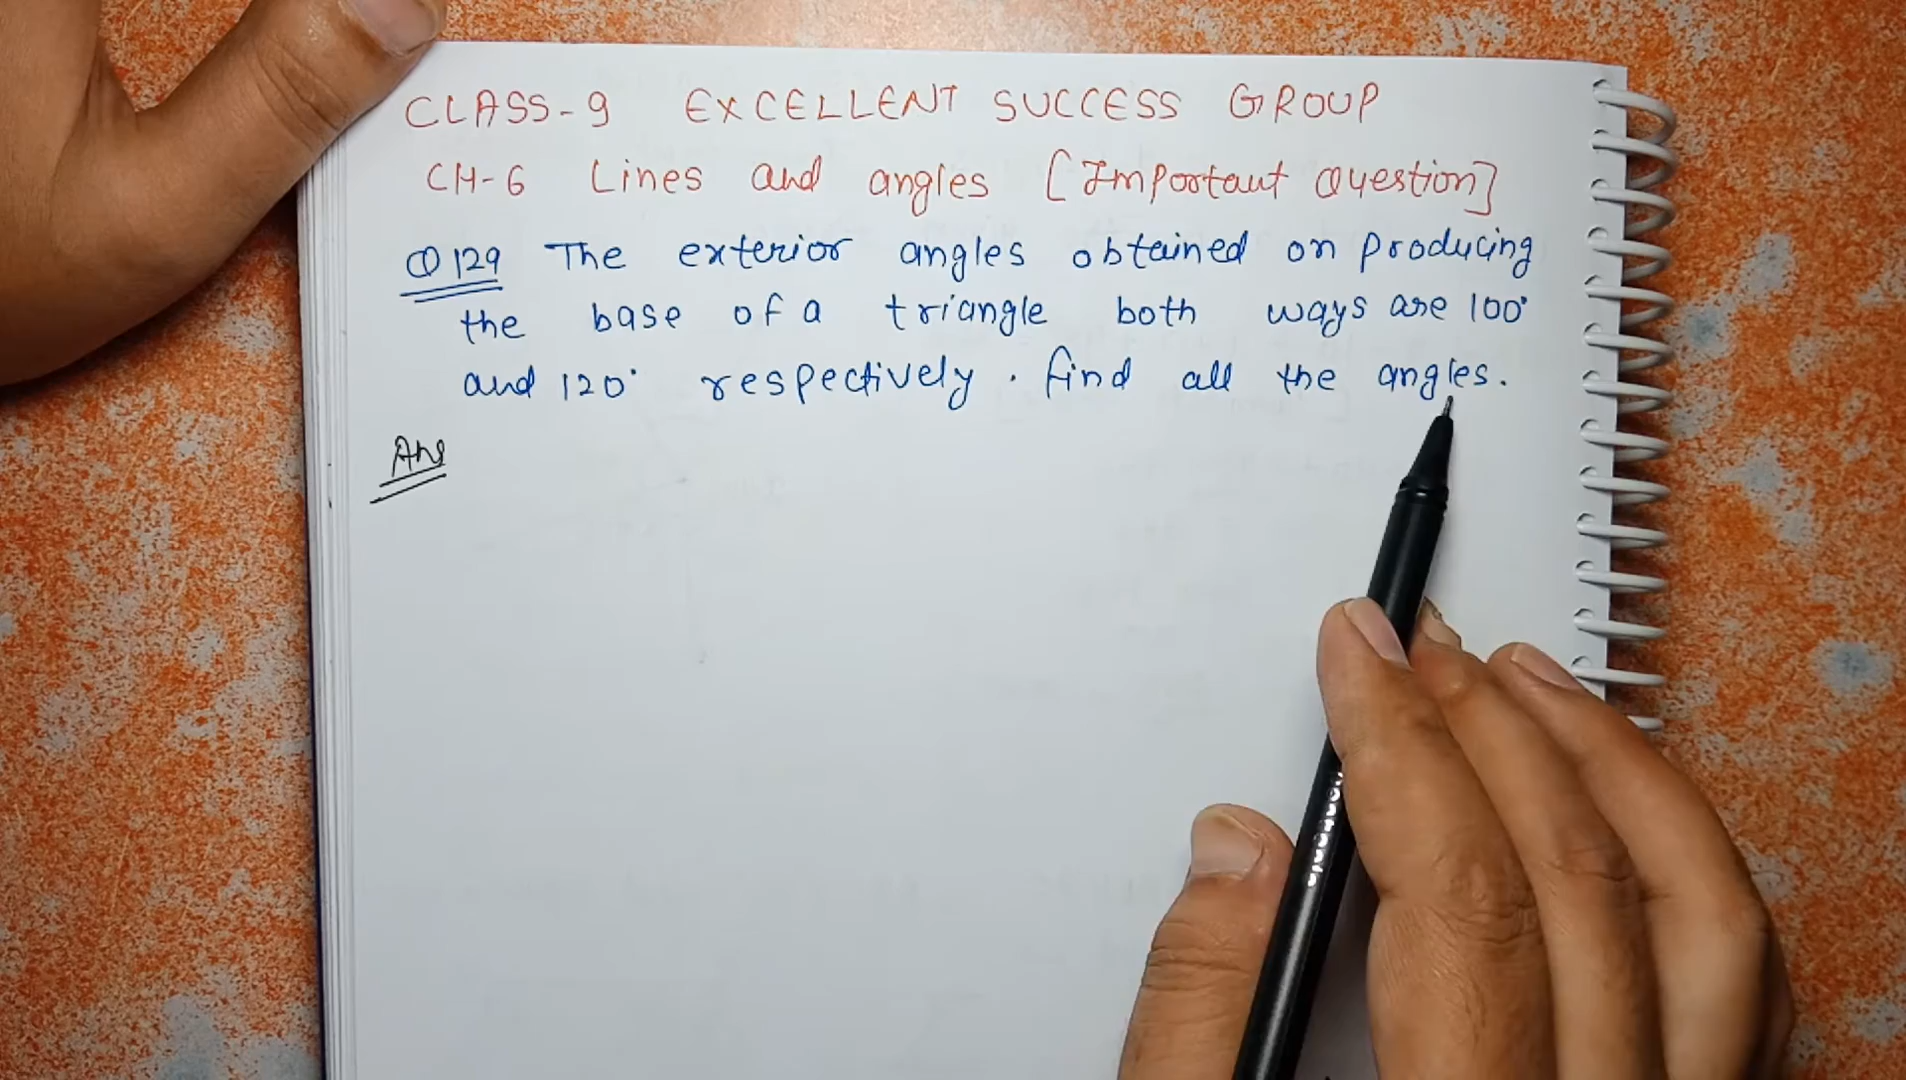 CLASS-9 EXCELLENT SUCCESS GROUP
CH-6 Lines and angles [Important Question]
Q129 The exterior angles obtained on producing
the base of a triangle both ways are 100°
and 120° respectively. find all the angles.
Ans